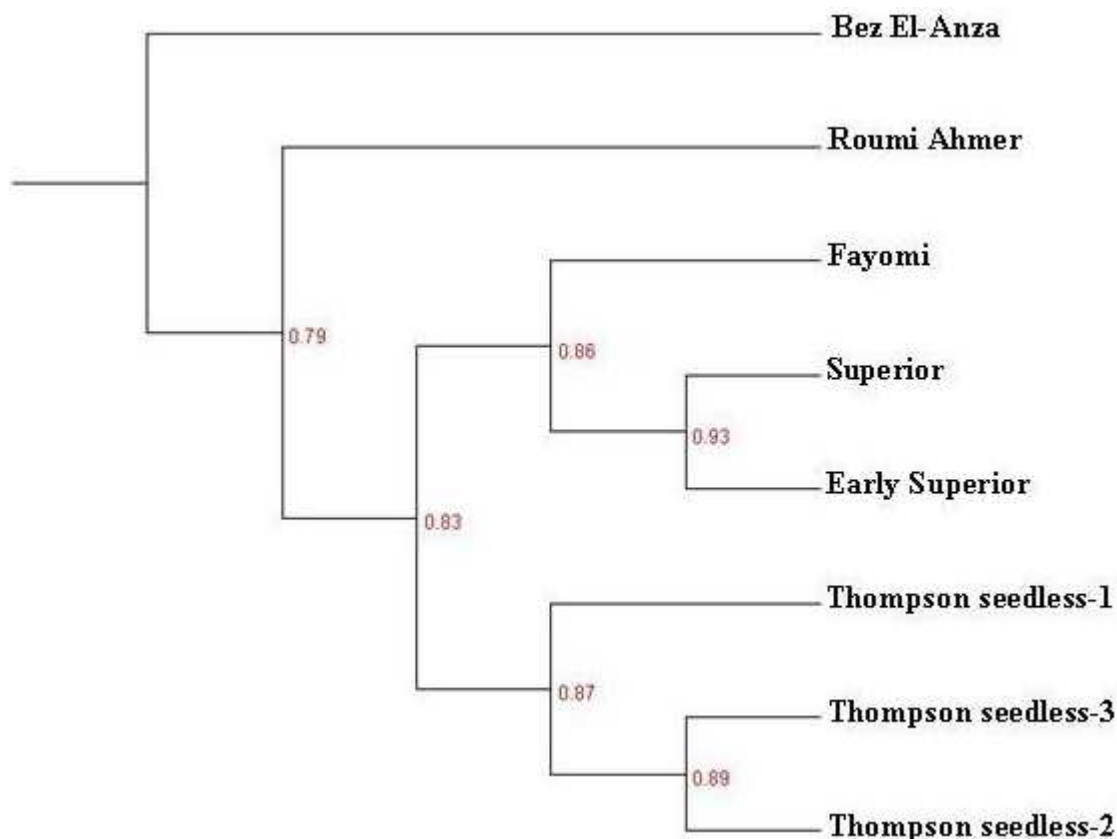 Bez El-Anza
Roumi Ahmer
Fayomi
0.79
0.86
Superior
0.93
Early Superior
0.83
Thompson seedless-1
0.87
Thompson seedless-3
0.89
Thompson seedless-2